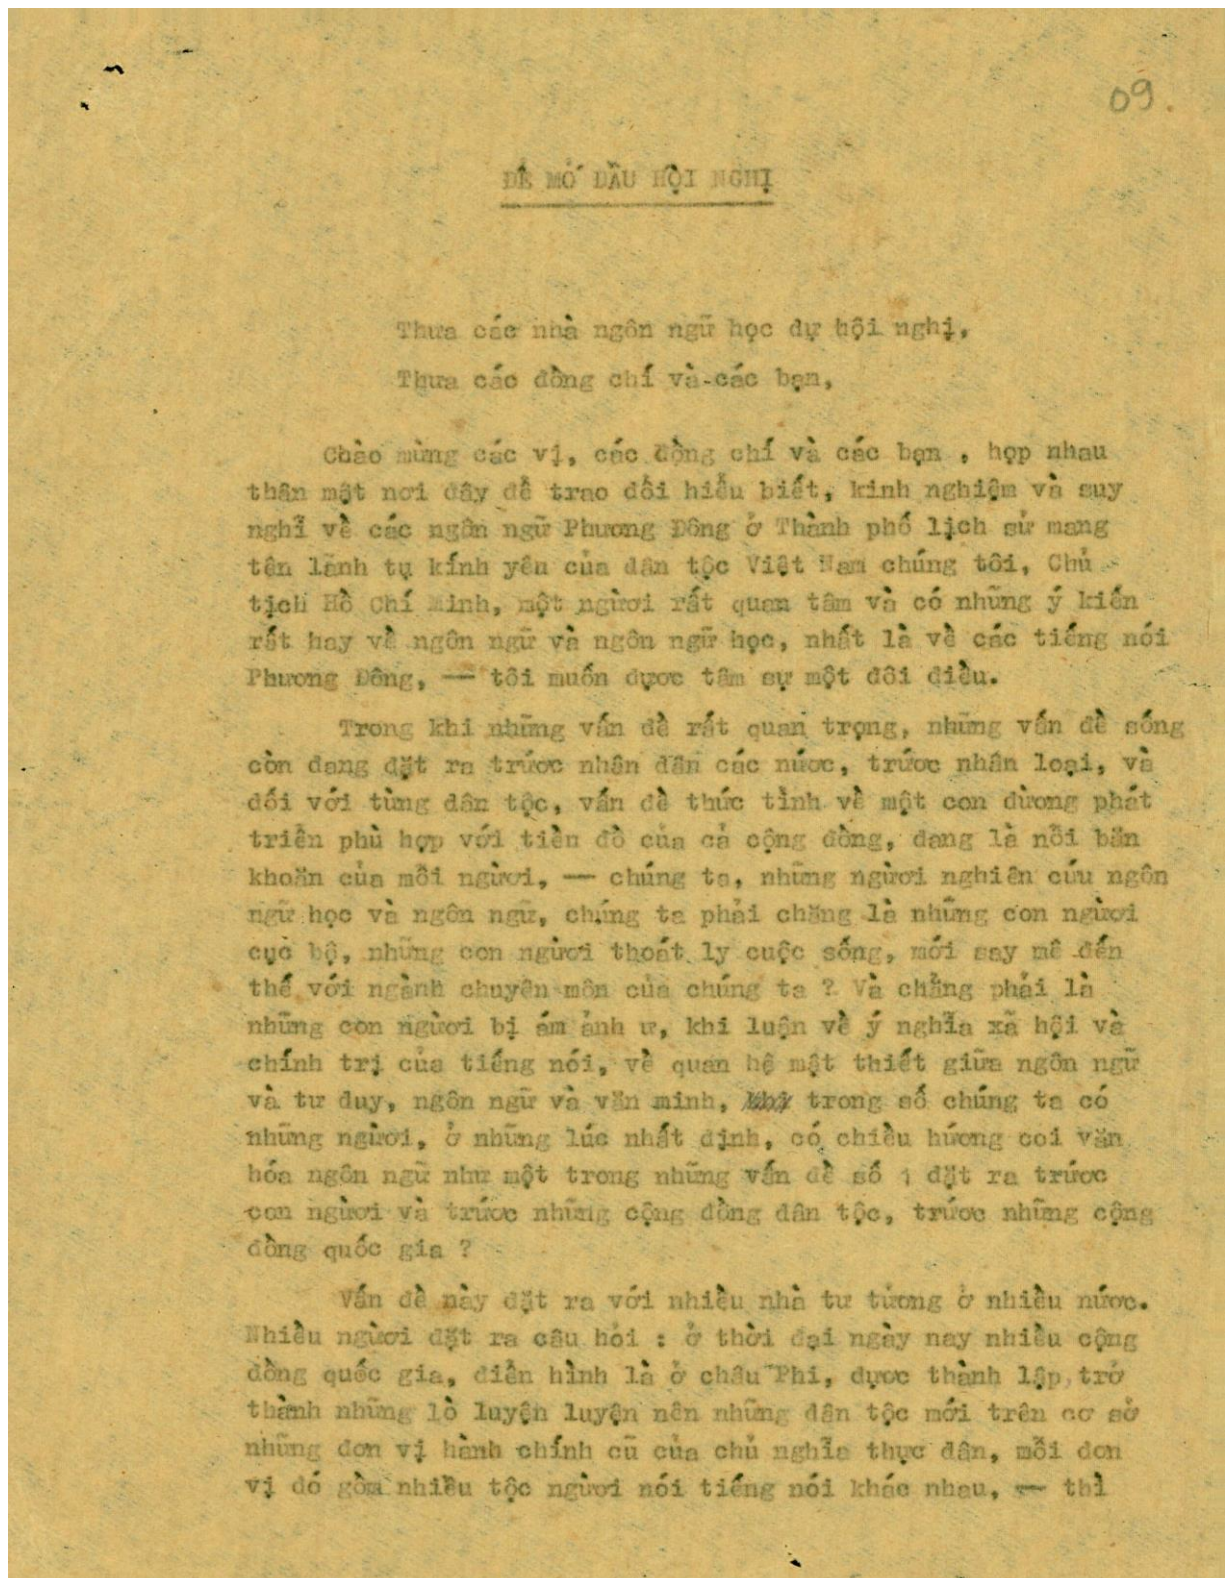 09.
ĐỂ MỞ ĐẦU HỘI NGHỊ
Thưa các nhà ngôn ngữ học dự hội nghị,
Thưa các đồng chí và các bạn,
Chào mừng các vị, các đồng chí và các bạn , họp nhau
thân mật nơi đây để trao đổi hiểu biết, kinh nghiệm và suy
nghĩ về các ngôn ngữ Phương Đông ở Thành phố lịch sử mang
tên lãnh tụ kính yêu của dân tộc Việt Nam chúng tôi, Chủ
tịch Hồ Chí Minh, một người rất quan tâm và có những ý kiến
rất hay về ngôn ngữ và ngôn ngữ học, nhất là về các tiếng nói
Phương Đông, — tôi muốn được tâm sự một đôi điều.
Trong khi những vấn đề rất quan trọng, những vấn đề sống
còn đang đặt ra trước nhân dân các nước, trước nhân loại, và
đối với từng dân tộc, vấn đề thức tỉnh về một con đường phát
triển phù hợp với tiền đồ của cả cộng đồng, đang là nỗi băn
khoăn của mỗi người, — chúng ta, những người nghiên cứu ngôn
ngữ học và ngôn ngữ, chúng ta phải chăng là những con người
cục bộ, những con người thoát ly cuộc sống, mới say mê đến
thế với ngành chuyên môn của chúng ta ? Và chẳng phải là
những con người bị ám ảnh ư, khi luận về ý nghĩa xã hội và
chính trị của tiếng nói, về quan hệ mật thiết giữa ngôn ngữ
và tư duy, ngôn ngữ và văn minh, trong số chúng ta có
những người, ở những lúc nhất định, có chiều hướng coi văn
hóa ngôn ngữ như một trong những vấn đề số 1 đặt ra trước
con người và trước những cộng đồng dân tộc, trước những cộng
đồng quốc gia ?
Vấn đề này đặt ra với nhiều nhà tư tưởng ở nhiều nước.
Nhiều người đặt ra câu hỏi : ở thời đại ngày nay nhiều cộng
đồng quốc gia, điển hình là ở châu Phi, được thành lập, trở
thành những lò luyện luyện nên những dân tộc mới trên cơ sở
những đơn vị hành chính cũ của chủ nghĩa thực dân, mỗi đơn
vị đó gồm nhiều tộc người nói tiếng nói khác nhau, — thì